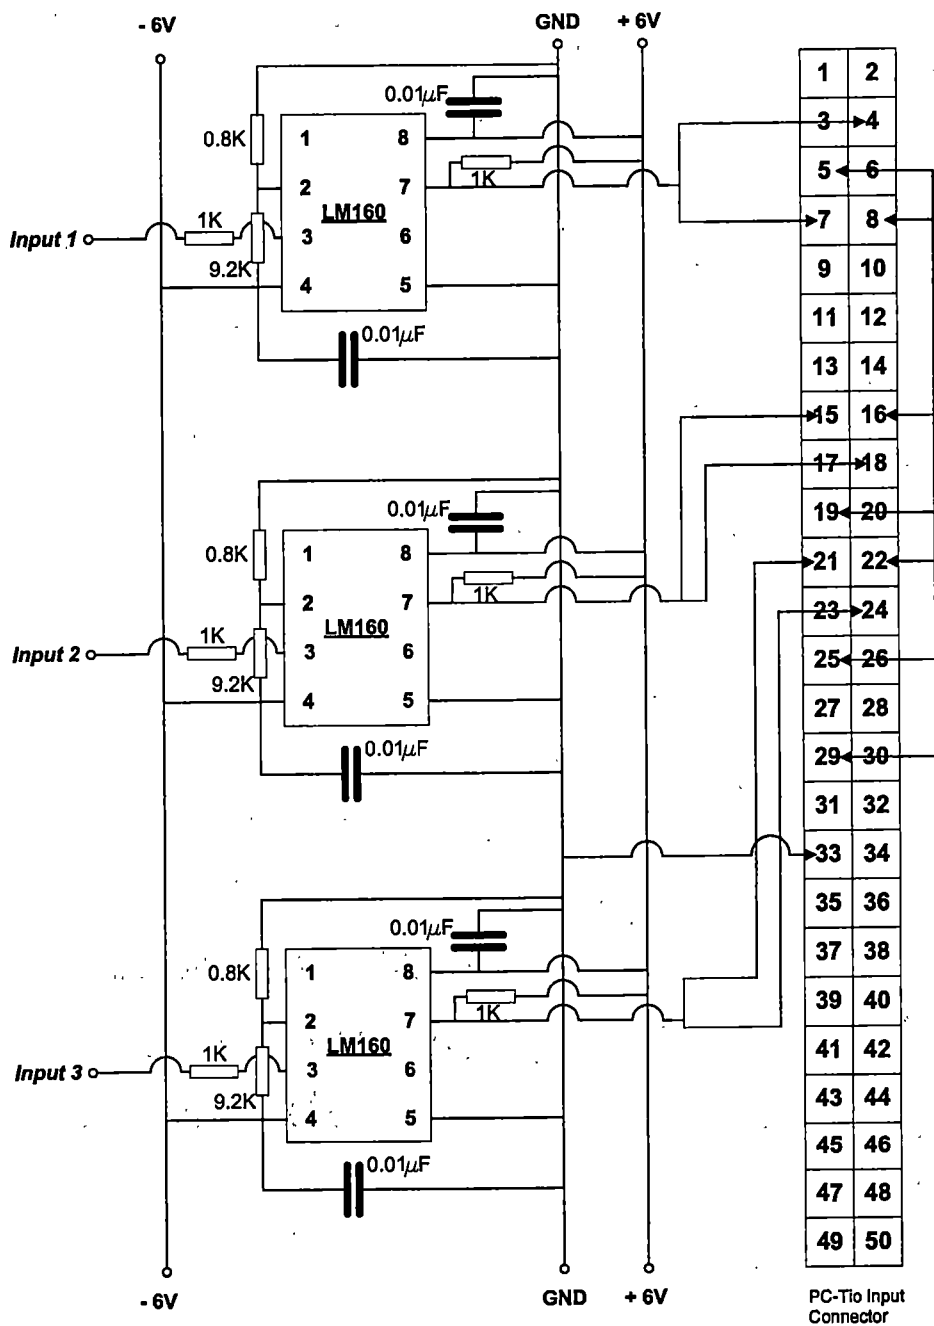 - 6V GND + 6V
0.01μF
0.8K
1 8
2 7
1K
LM160
Input 1 1K
3 6
9.2K
4 5
0.01μF
0.01μF
0.8K
1 8
2 7
1K
LM160
Input 2 1K
3 6
9.2K
4 5
0.01μF
0.01μF
0.8K
1 8
2 7
1K
LM160
Input 3 1K
3 6
9.2K
4 5
0.01μF
- 6V GND + 6V
1 2
3 4
5 6
7 8
9 10
11 12
13 14
15 16
17 18
19 20
21 22
23 24
25 26
27 28
29 30
31 32
33 34
35 36
37 38
39 40
41 42
43 44
45 46
47 48
49 50
PC-Tio Input
Connector